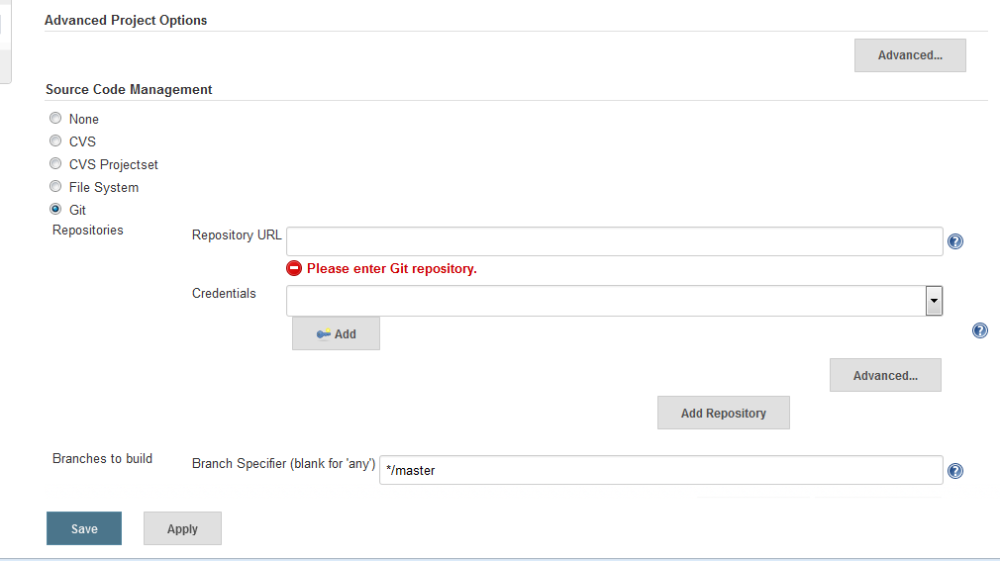 Advanced Project Options
Advanced...
Source Code Management
None
CVS
CVS Projectset
File System
Git
Repositories
Repository URL
Please enter Git repository.
Credentials
Add
Advanced...
Add Repository
Branches to build
Branch Specifier (blank for 'any') */master
Save Apply